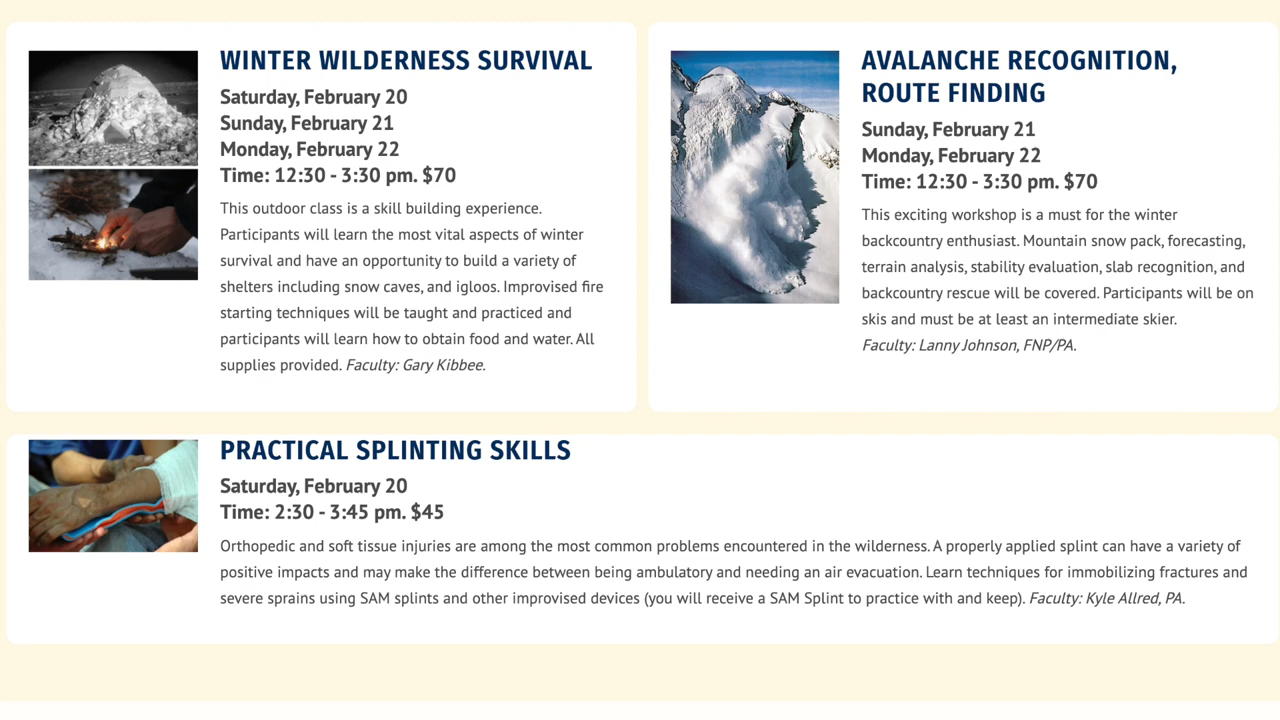 WINTER WILDERNESS SURVIVAL
Saturday, February 20
Sunday, February 21
Monday, February 22
Time: 12:30 - 3:30 pm. $70
This outdoor class is a skill building experience.
Participants will learn the most vital aspects of winter
survival and have an opportunity to build a variety of
shelters including snow caves, and igloos. Improvised fire
starting techniques will be taught and practiced and
participants will learn how to obtain food and water. All
supplies provided. Faculty: Gary Kibbee.
AVALANCHE RECOGNITION,
ROUTE FINDING
Sunday, February 21
Monday, February 22
Time: 12:30 - 3:30 pm. $70
This exciting workshop is a must for the winter
backcountry enthusiast. Mountain snow pack, forecasting,
terrain analysis, stability evaluation, slab recognition, and
backcountry rescue will be covered. Participants will be on
skis and must be at least an intermediate skier.
Faculty: Lanny Johnson, FNP/PA.
PRACTICAL SPLINTING SKILLS
Saturday, February 20
Time: 2:30 - 3:45 pm. $45
Orthopedic and soft tissue injuries are among the most common problems encountered in the wilderness. A properly applied splint can have a variety of
positive impacts and may make the difference between being ambulatory and needing an air evacuation. Learn techniques for immobilizing fractures and
severe sprains using SAM splints and other improvised devices (you will receive a SAM Splint to practice with and keep). Faculty: Kyle Allred, PA.